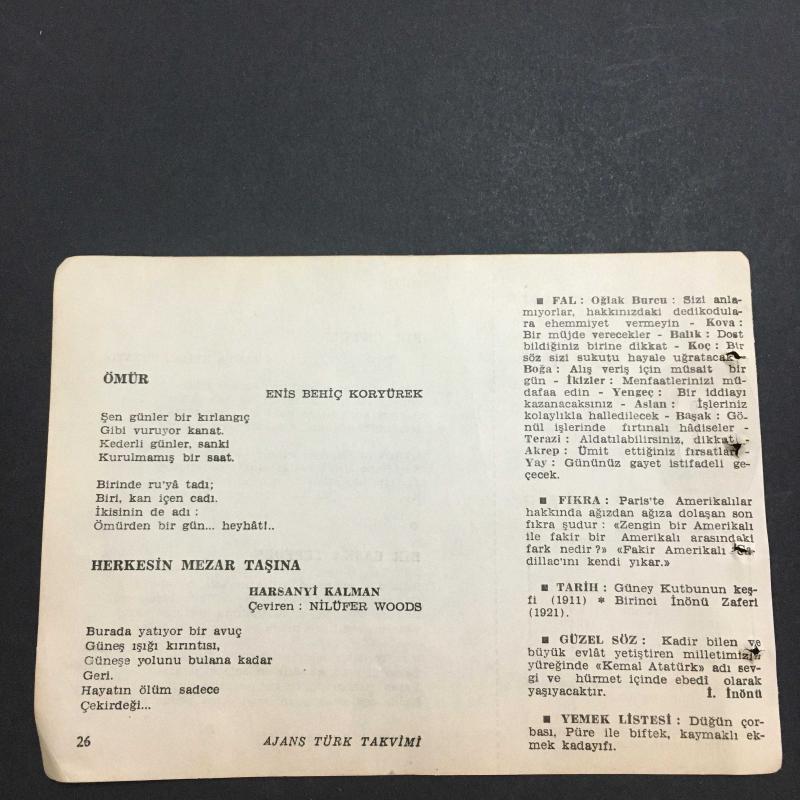 ÖMÜR
ENİS BEHİÇ KORYÜREK
Şen günler bir kırlangıç
Gibi vuruyor kanat.
Kederli günler, sanki
Kurulmamış bir saat.
Birinde ru'yâ tadı;
Biri, kan içen cadı.
İkisinin de adı :
Ömürden bir gün... heyhât!..
HERKESİN MEZAR TAŞINA
HARSANYİ KALMAN
Çeviren : NİLÜFER WOODS
Burada yatıyor bir avuç
Güneş ışığı kırıntısı,
Güneşe yolunu bulana kadar
Geri.
Hayatın ölüm sadece
Çekirdeği...
26
AJANS TÜRK TAKVİMİ
■ FAL : Oğlak Burcu : Sizi anla-
mıyorlar, hakkınızdaki dedikodula-
ra ehemmiyet vermeyin - Kova :
Bir müjde verecekler - Balık : Dost
bildiğiniz birine dikkat - Koç : Bir
söz sizi sukutu hayale uğratacak -
Boğa : Alış veriş için müsait bir
gün - İkizler : Menfaatlerinizi mü-
dafaa edin - Yengeç : Bir iddiayı
kazanacaksınız - Aslan : İşleriniz
kolaylıkla halledilecek - Başak : Gö-
nül işlerinde fırtınalı hâdiseler -
Terazi : Aldatılabilirsiniz, dikkat -
Akrep : Ümit ettiğiniz fırsatlar -
Yay : Gününüz gayet istifadeli ge-
çecek.
■ FIKRA : Paris'te Amerikalılar
hakkında ağızdan ağıza dolaşan son
fıkra şudur : «Zengin bir Amerikalı
ile fakir bir Amerikalı arasındaki
fark nedir?» «Fakir Amerikalı
dillac'ını kendi yıkar.»
■ TARİH : Güney Kutbunun keş-
fi (1911) * Birinci İnönü Zaferi
(1921).
■ GÜZEL SÖZ : Kadir bilen ve
büyük evlât yetiştiren milletimizin
yüreğinde «Kemal Atatürk» adı sev-
gi ve hürmet içinde ebedî olarak
yaşıyacaktır. İ. İnönü
■ YEMEK LİSTESİ : Düğün çor-
bası, Püre ile biftek, kaymaklı ek-
mek kadayıfı.